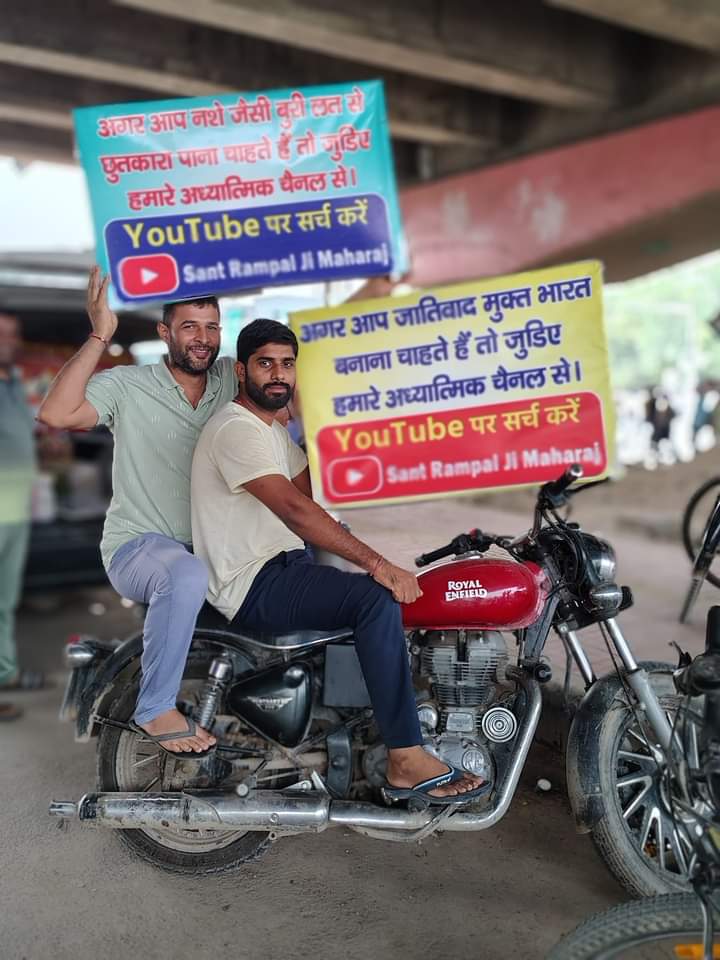 अगर आप नशे जैसी बुरी लत से
छुतकारा पाना चाहते हैं तो जुडिए
हमारे अध्यात्मिक चैनल से।
YouTube पर सर्च करें
Sant Rampal Ji Maharaj
अगर आप जातिवाद मुक्त भारत
बनाना चाहते हैं तो जुडिए
हमारे अध्यात्मिक चैनल से।
YouTube पर सर्च करें
Sant Rampal Ji Maharaj
ROYAL
ENFIELD